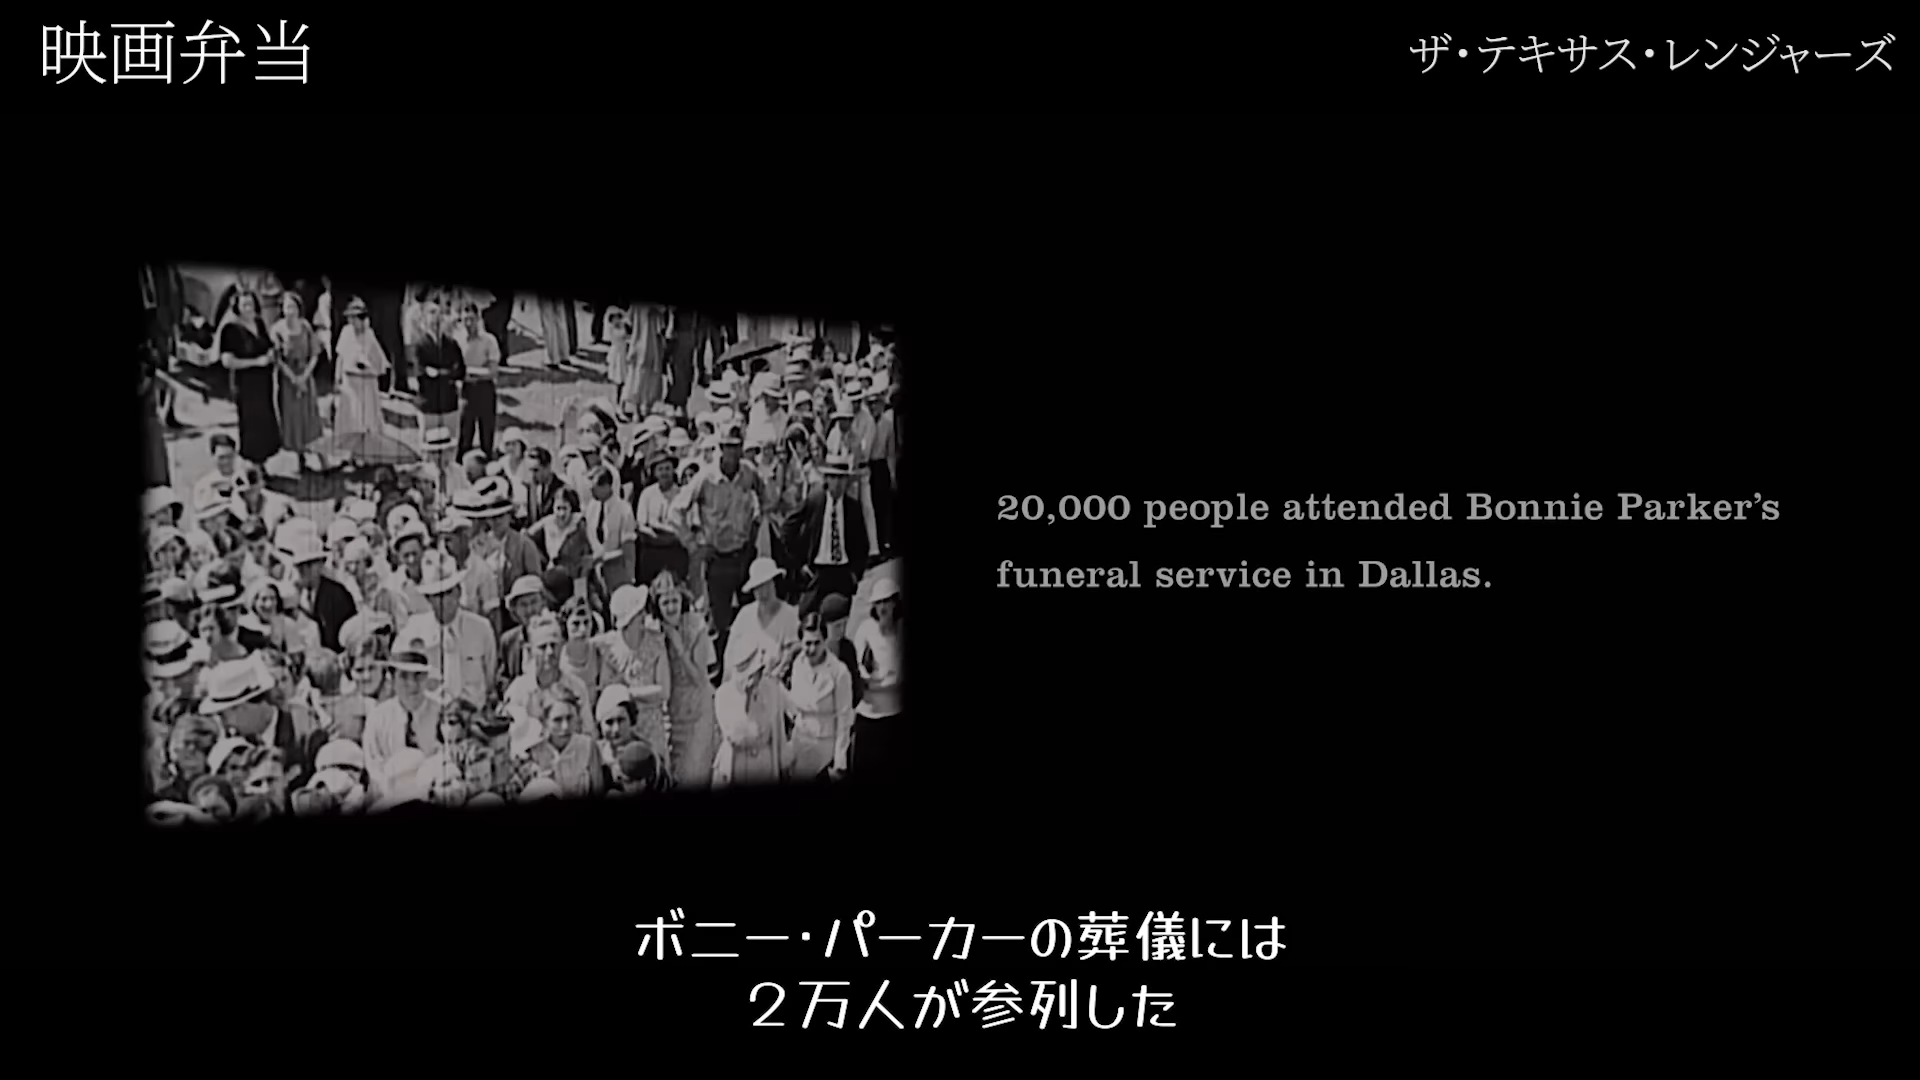 映画弁当
ザ・テキサス・レンジャーズ
20,000 people attended Bonnie Parker’s
funeral service in Dallas.
ボニー・パーカーの葬儀には
２万人が参列した